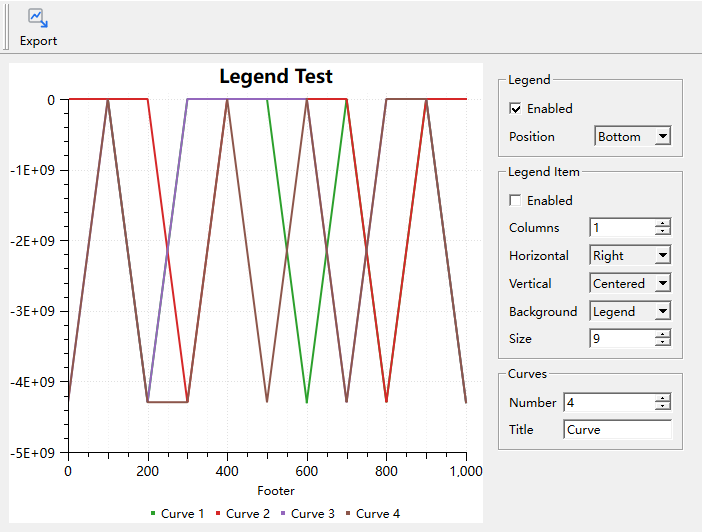 Export
Legend Test
0
-1E+09
-2E+09
-3E+09
-4E+09
-5E+09
0 200 400 600 800 1,000
Footer
Curve 1 Curve 2 Curve 3 Curve 4
Legend
Enabled
Position Bottom
Legend Item
Enabled
Columns 1
Horizontal Right
Vertical Centered
Background Legend
Size 9
Curves
Number 4
Title Curve